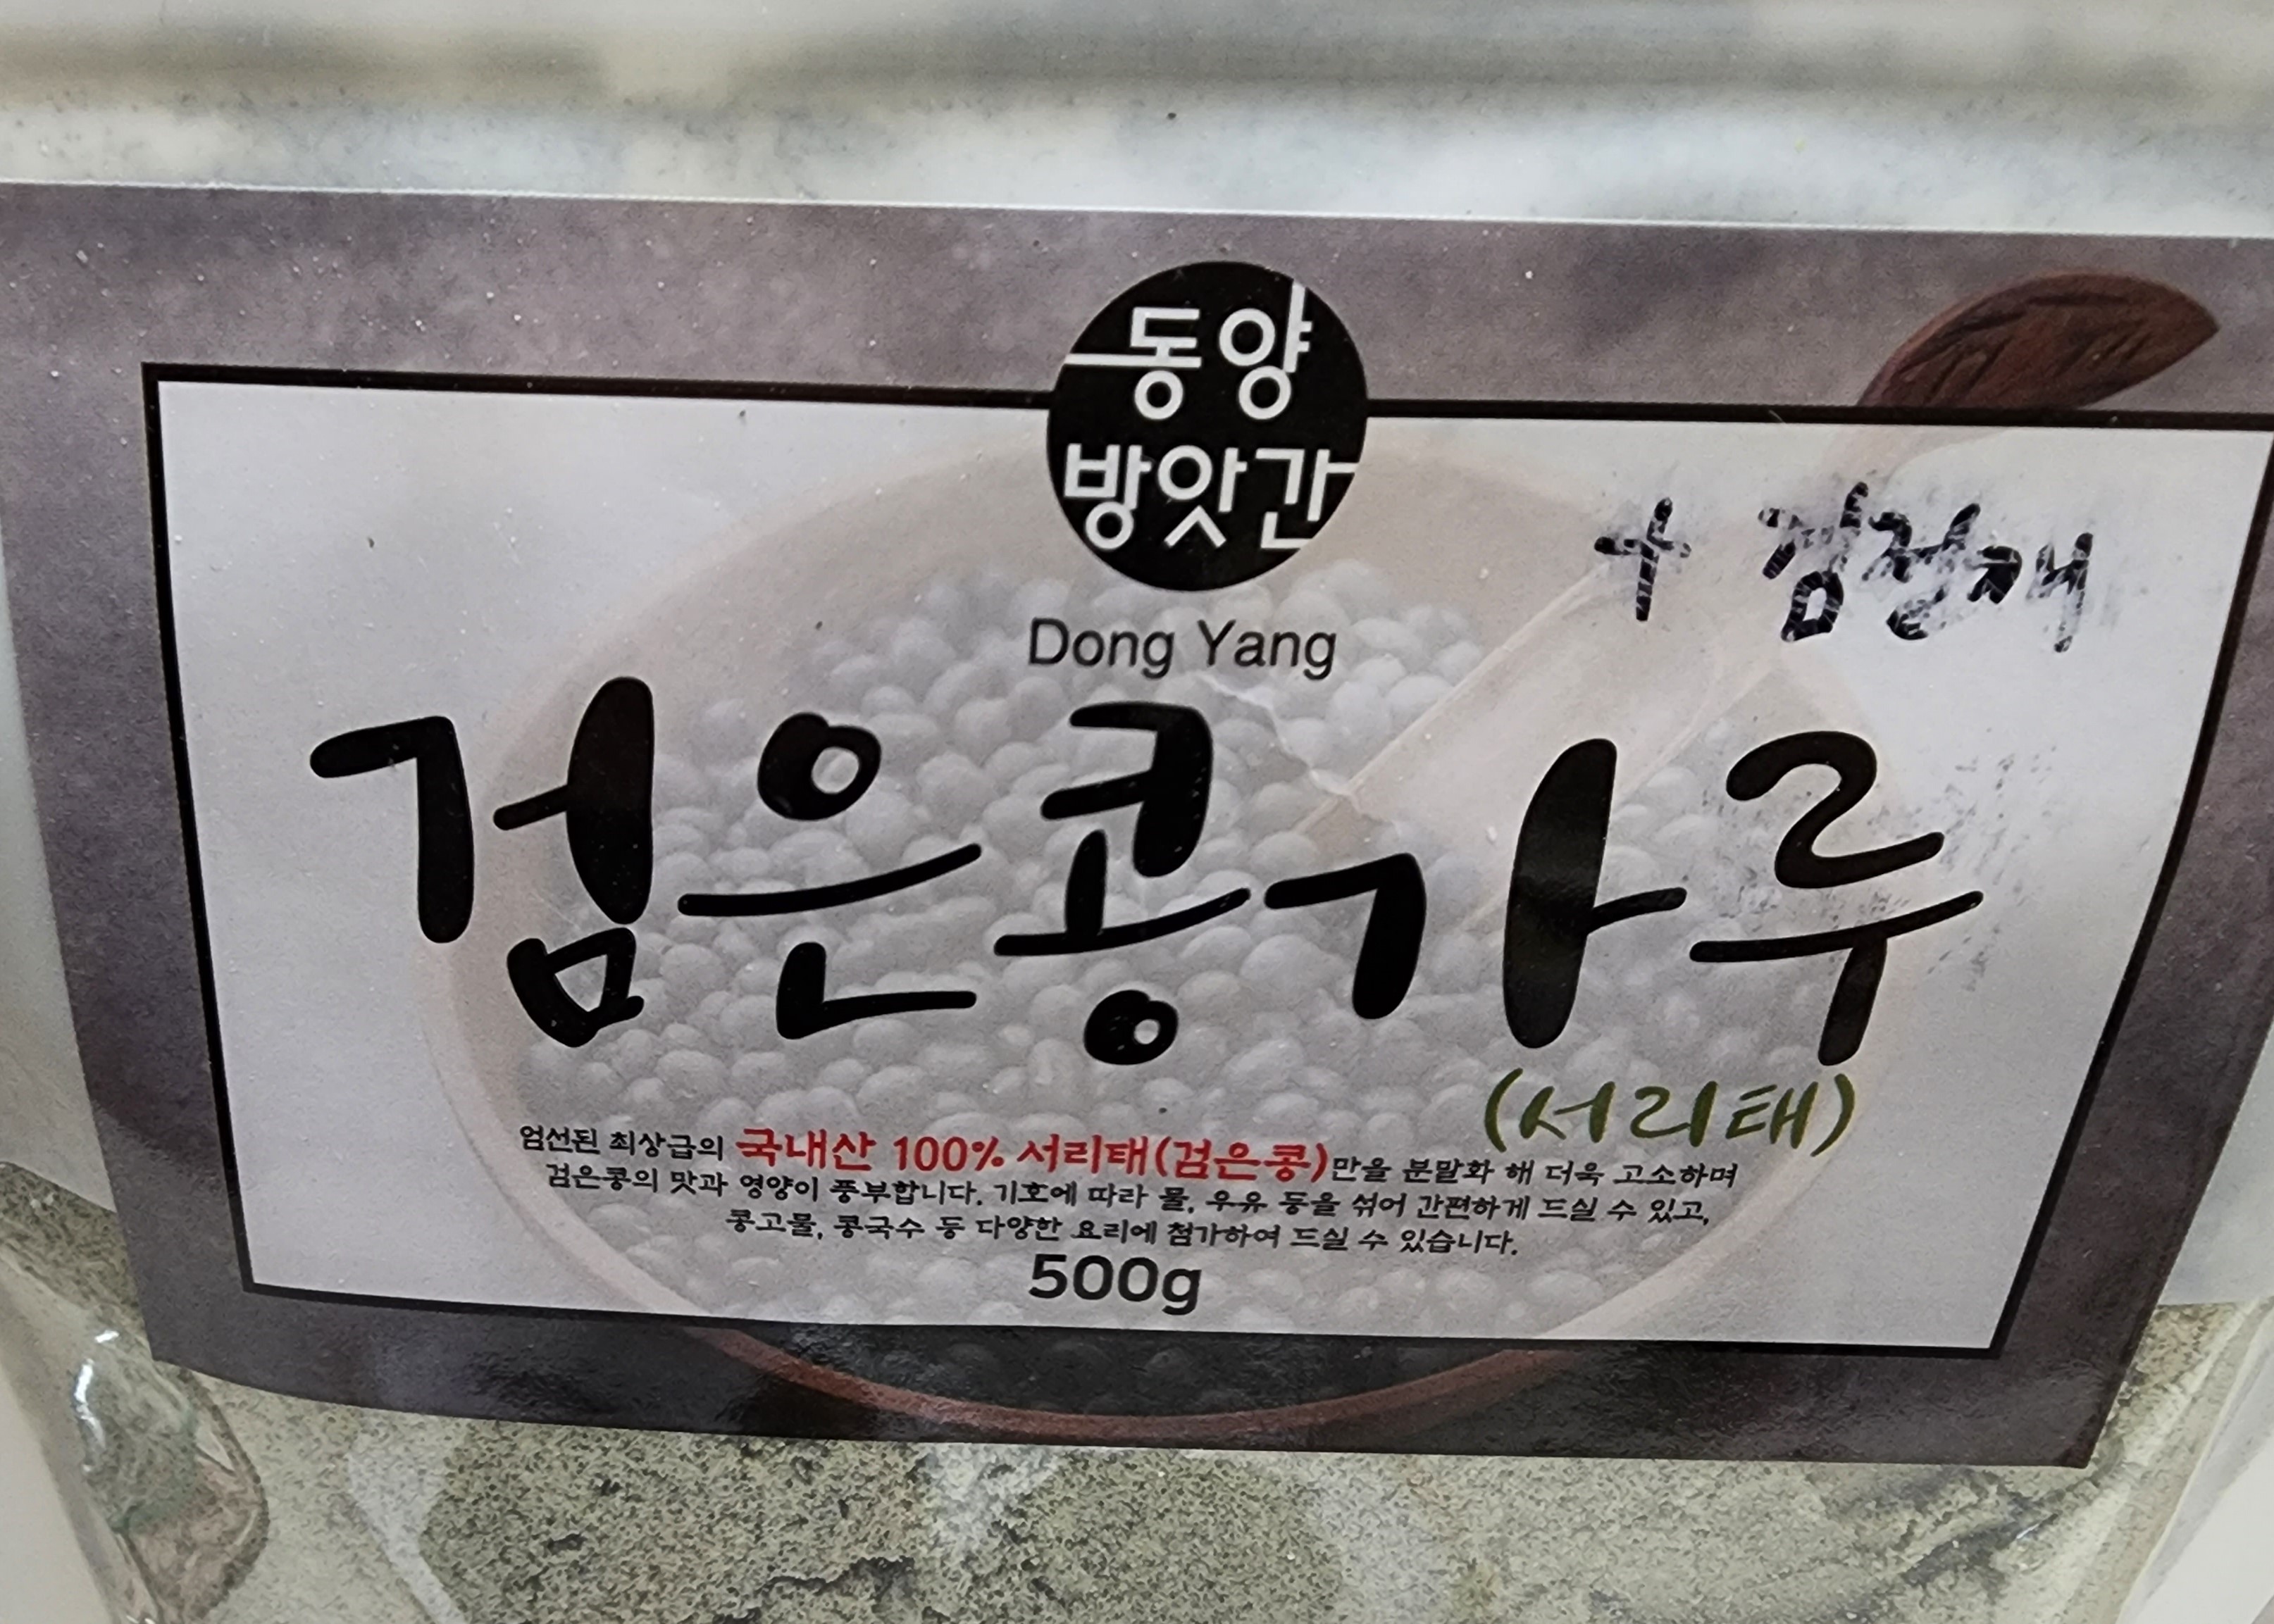 동양
방앗간
Dong Yang
+ 검정깨
검은콩가루
(서리태)
엄선된 최상급의 국내산 100% 서리태(검은콩)만을 분말화 해 더욱 고소하며
검은콩의 맛과 영양이 풍부합니다. 기호에 따라 물, 우유 등을 섞어 간편하게 드실 수 있고,
콩고물, 콩국수 등 다양한 요리에 첨가하여 드실 수 있습니다.
500g